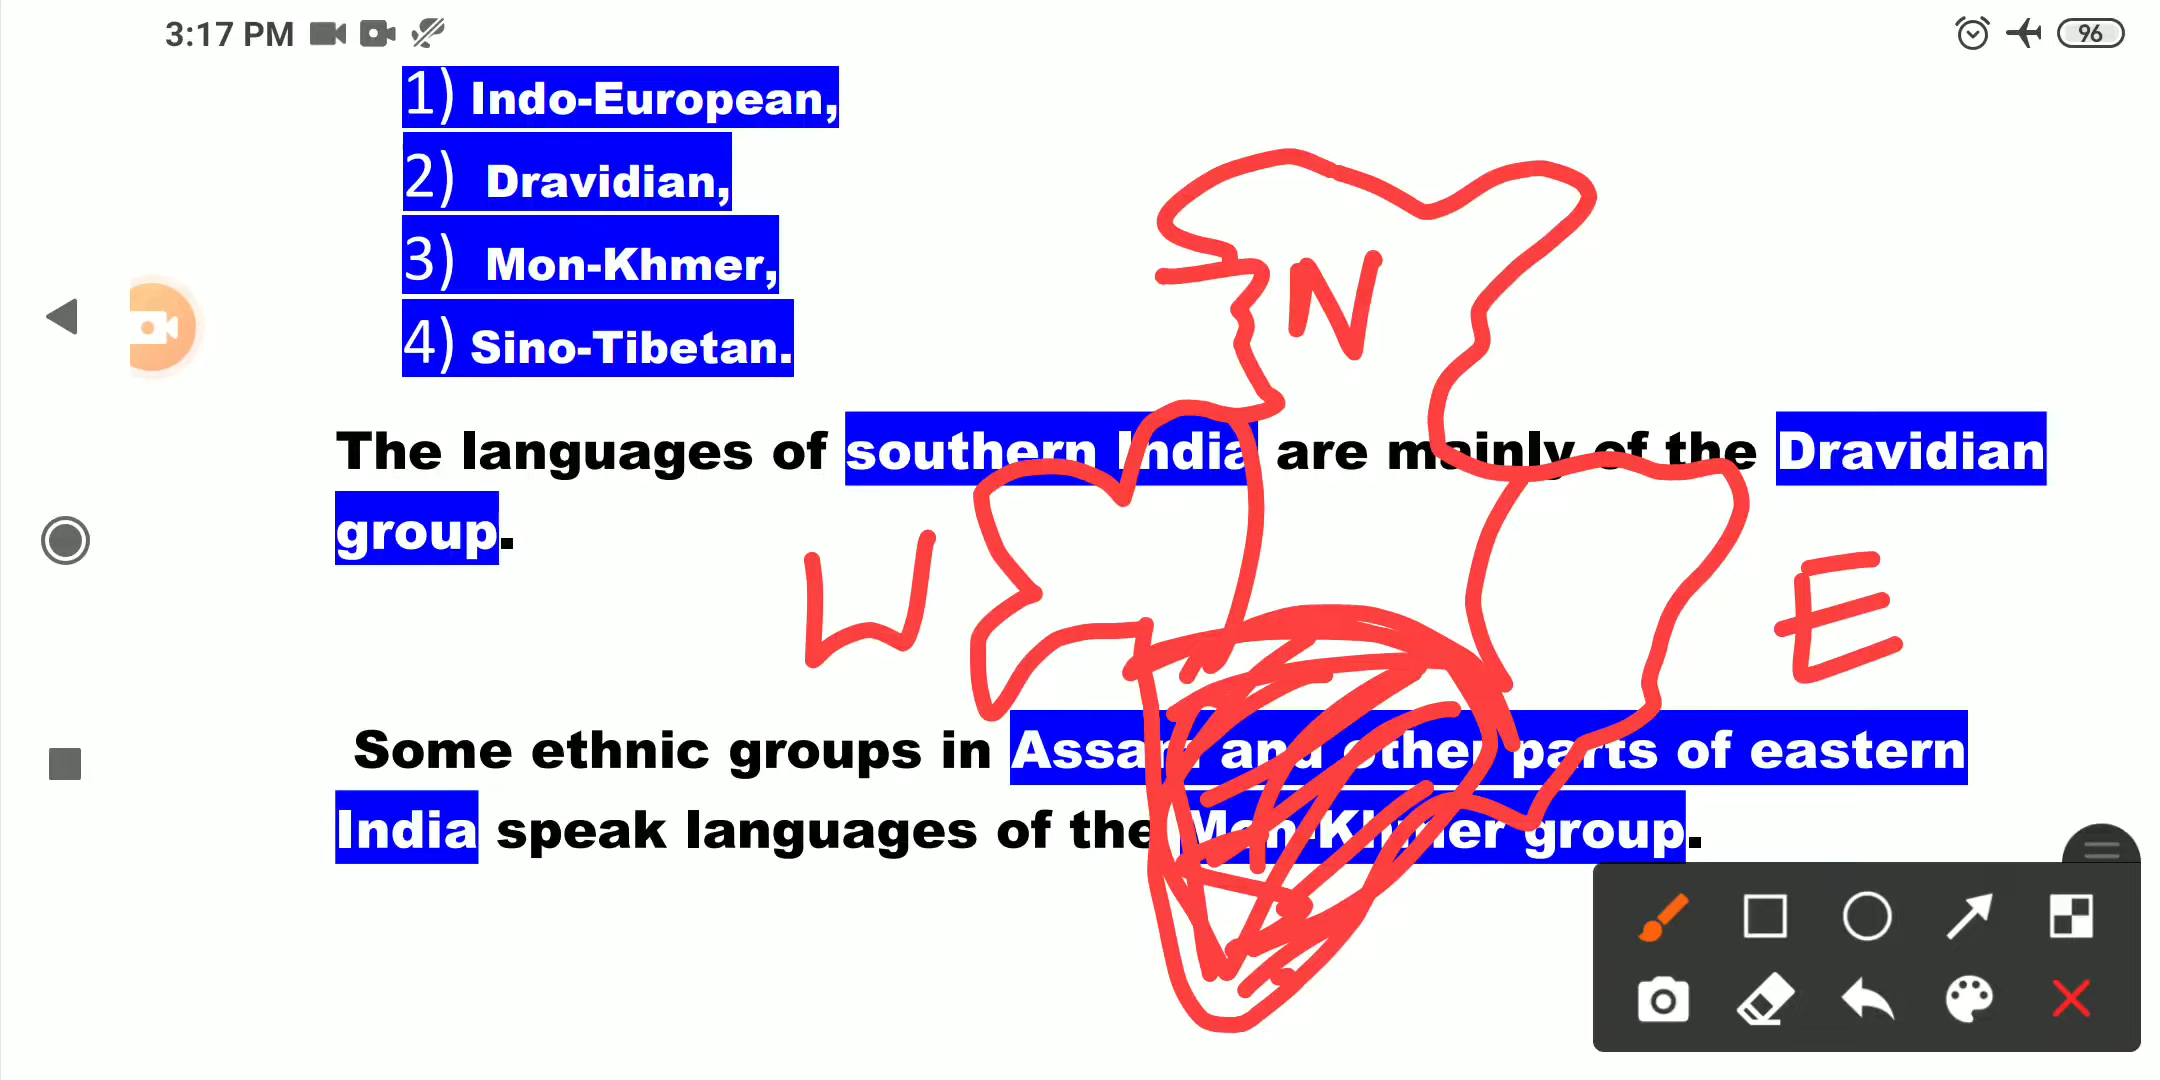 3:17 PM 96
1) Indo-European,
2) Dravidian,
3) Mon-Khmer,
4) Sino-Tibetan.
N
The languages of southern India are mainly of the Dravidian
group.
W E
Some ethnic groups in Assam and other parts of eastern
India speak languages of the Mon-Khmer group.